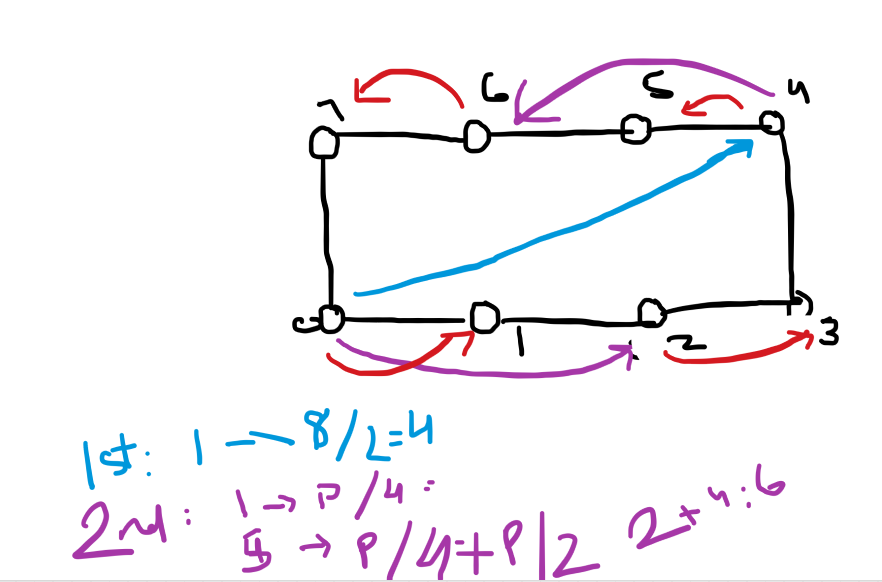 7 6 5 4
0 1 2 3
1st: 1 → 8/2=4
2nd: 1 → P/4 =
5 → P/4+P/2 2+4:6